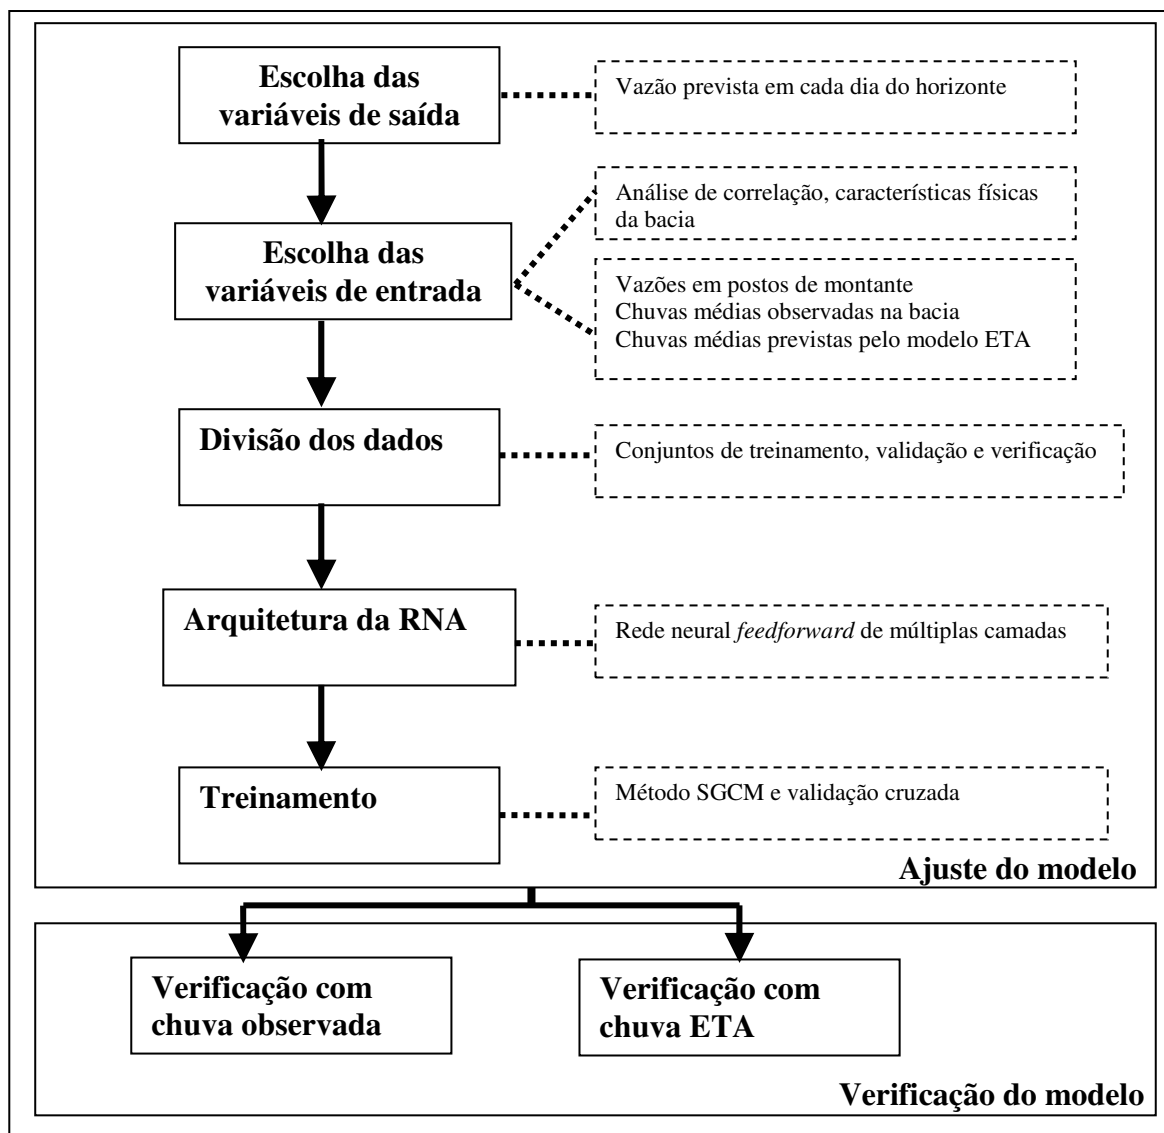 Escolha das
variáveis de saída
Vazão prevista em cada dia do horizonte
Análise de correlação, características físicas
da bacia
Escolha das
variáveis de entrada
Vazões em postos de montante
Chuvas médias observadas na bacia
Chuvas médias previstas pelo modelo ETA
Divisão dos dados
Conjuntos de treinamento, validação e verificação
Arquitetura da RNA
Rede neural feedforward de múltiplas camadas
Treinamento
Método SGCM e validação cruzada
Ajuste do modelo
Verificação com
chuva observada
Verificação com
chuva ETA
Verificação do modelo